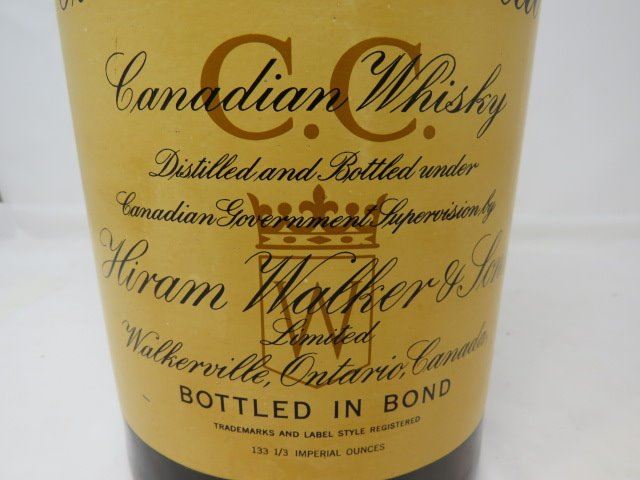 C.C.
Canadian Whisky
Distilled and Bottled under
Canadian Government Supervision by
Hiram Walker & Sons
Limited
W
Walkerville, Ontario, Canada.
BOTTLED IN BOND
TRADEMARKS AND LABEL STYLE REGISTERED
133 1/3 IMPERIAL OUNCES